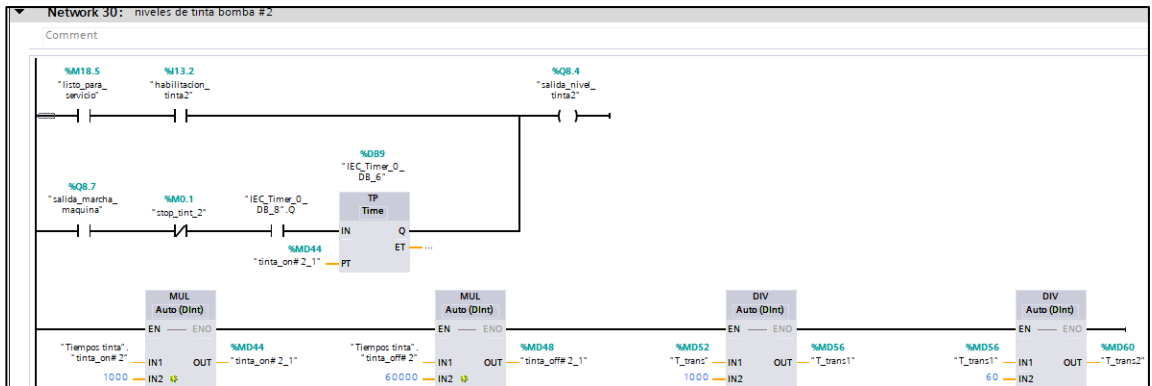 Network 30: niveles de tinta bomba #2
Comment
%M18.5 %I13.2 %Q8.4
"listo_para_ "habilitacion_ "salida_nivel_
servicio" tinta2" tinta2"
%DB9
"IEC_Timer_0_
DB_6"
%Q8.7
"salida_marcha_ %M0.1 "IEC_Timer_0_ TP
maquina" "stop_tint_2" DB_8".Q Time
IN Q
%MD44 ET ...
"tinta_on#2_1" PT
MUL MUL DIV DIV
Auto (DInt) Auto (DInt) Auto (DInt) Auto (DInt)
EN ENO EN ENO EN ENO EN ENO
"Tiempos tinta". %MD44 "Tiempos tinta". %MD48 %MD52 %MD56 %MD56 %MD60
"tinta_on#2" IN1 OUT "tinta_on#2_1" "tinta_off#2" IN1 OUT "tinta_off#2_1" "T_trans" IN1 OUT "T_trans1" "T_trans1" IN1 OUT "T_trans2"
1000 IN2 60000 IN2 1000 IN2 60 IN2